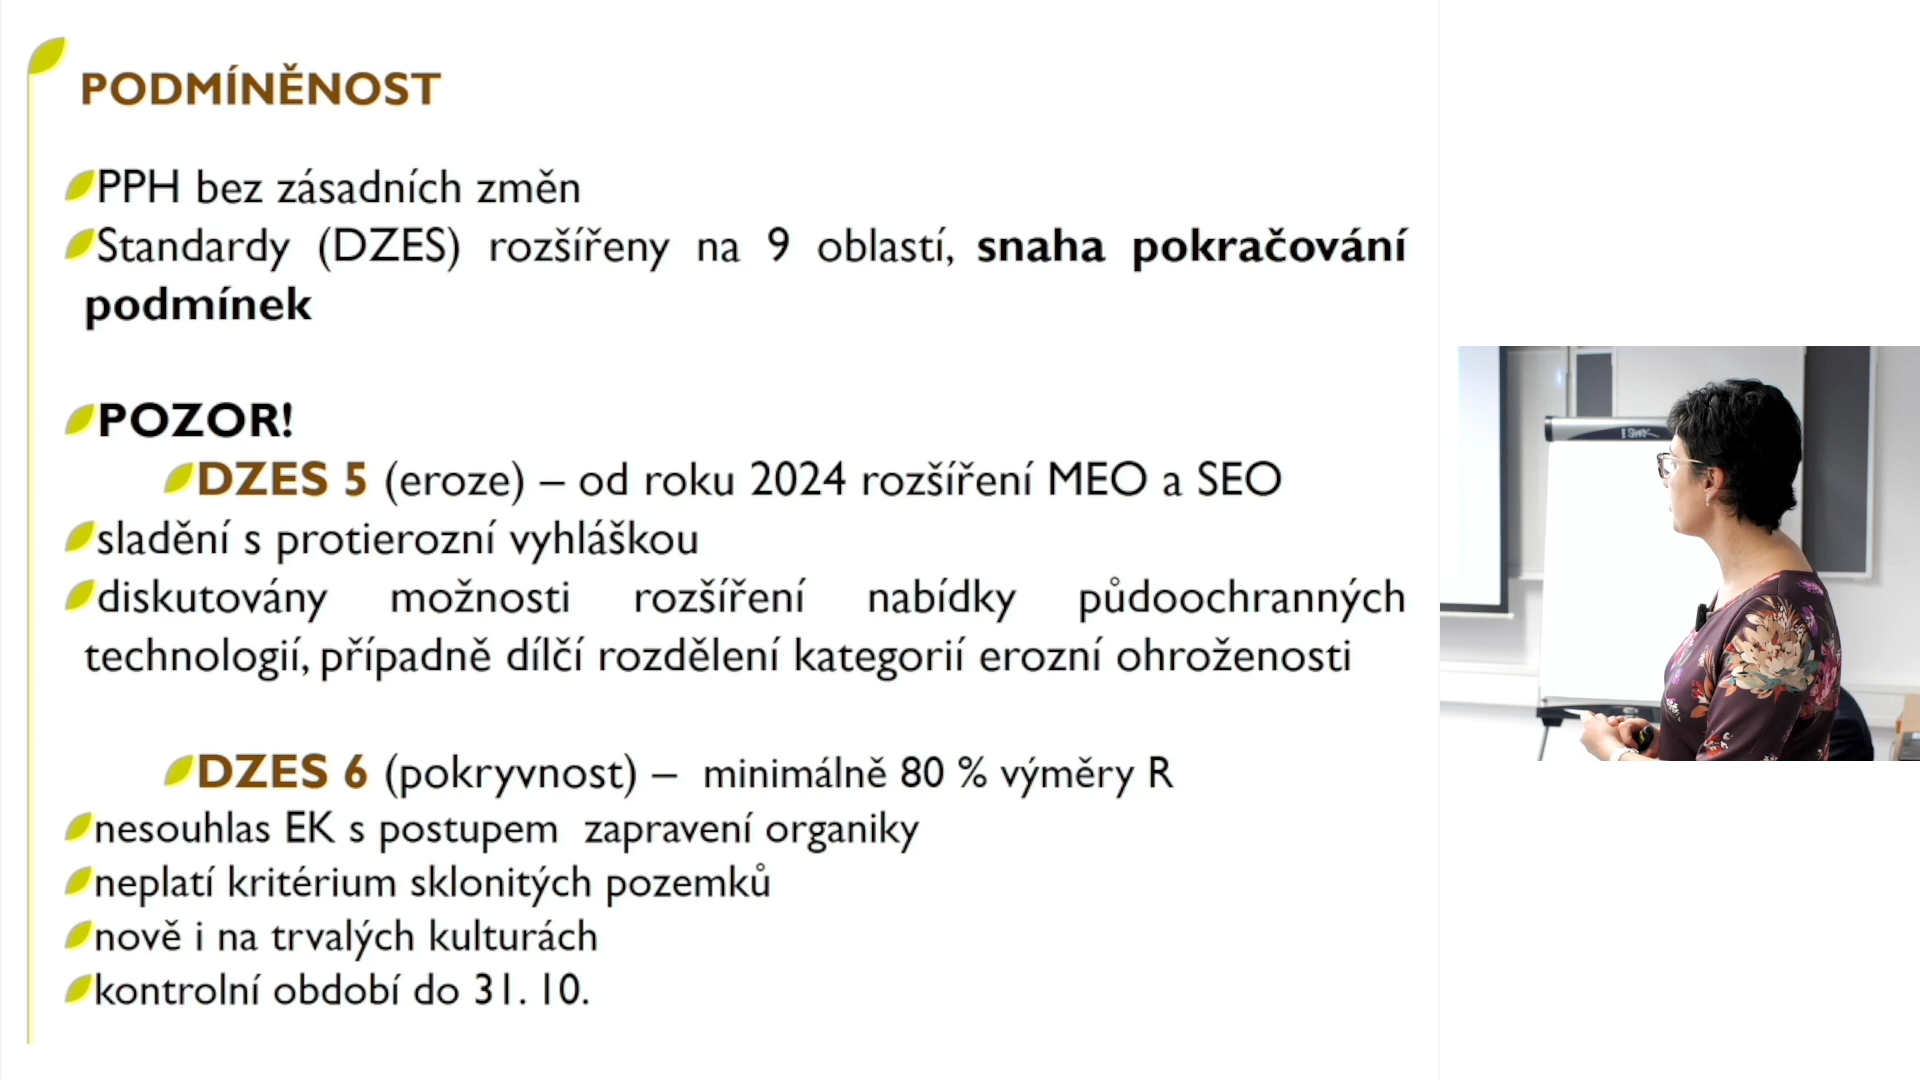 PODMÍNĚNOST
PPH bez zásadních změn
Standardy (DZES) rozšířeny na 9 oblastí, snaha pokračování
podmínek
POZOR!
DZES 5 (eroze) – od roku 2024 rozšíření MEO a SEO
sladění s protierozní vyhláškou
diskutovány možnosti rozšíření nabídky půdoochranných
technologií, případně dílčí rozdělení kategorií erozní ohroženosti
DZES 6 (pokryvnost) – minimálně 80 % výměry R
nesouhlas EK s postupem zapravení organiky
neplatí kritérium sklonitých pozemků
nově i na trvalých kulturách
kontrolní období do 31. 10.